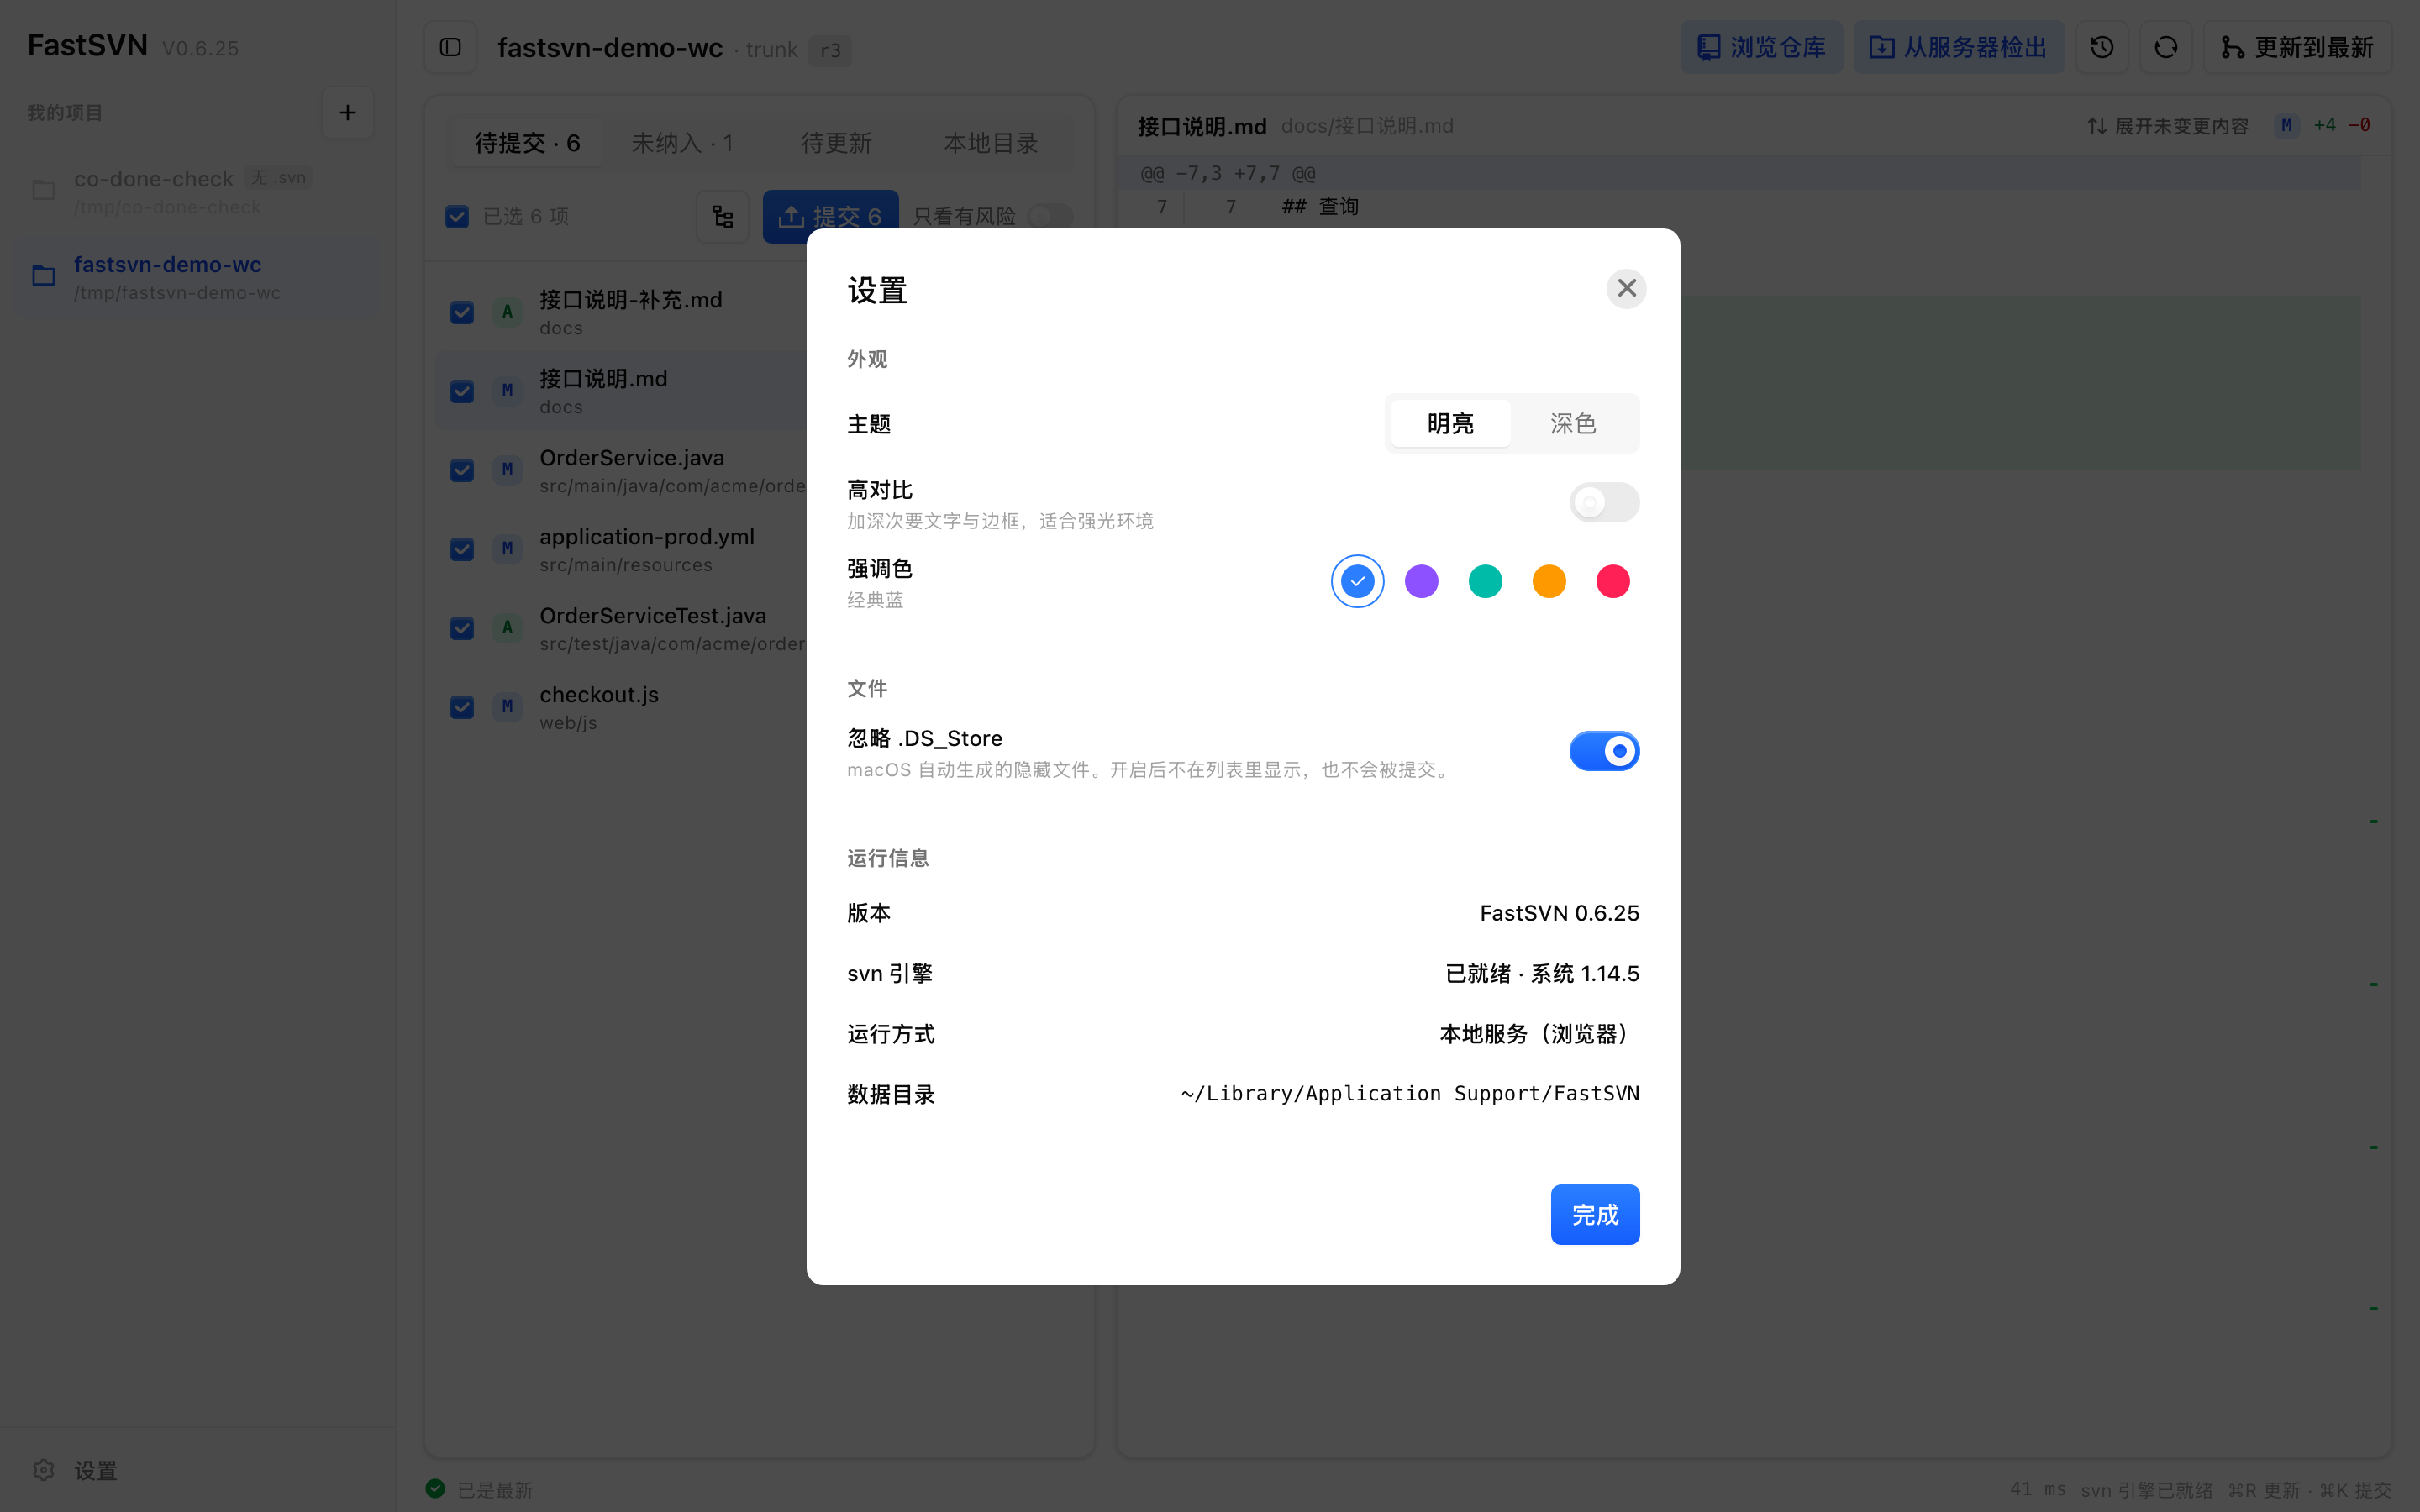 FastSVN V0.6.25
我的项目
co-done-check 无 .svn
/tmp/co-done-check
fastsvn-demo-wc
/tmp/fastsvn-demo-wc
设置
fastsvn-demo-wc · trunk r3
浏览仓库
从服务器检出
更新到最新
待提交 · 6
未纳入 · 1
待更新
本地目录
已选 6 项
提交 6
只看有风险
A 接口说明-补充.md
docs
M 接口说明.md
docs
M OrderService.java
src/main/java/com/acme/orde
M application-prod.yml
src/main/resources
A OrderServiceTest.java
src/test/java/com/acme/order
M checkout.js
web/js
接口说明.md docs/接口说明.md
展开未变更内容 M +4 −0
@@ −7,3 +7,7 @@
7 7 ## 查询
设置
外观
主题
明亮
深色
高对比
加深次要文字与边框，适合强光环境
强调色
经典蓝
文件
忽略 .DS_Store
macOS 自动生成的隐藏文件。开启后不在列表里显示，也不会被提交。
运行信息
版本 FastSVN 0.6.25
svn 引擎 已就绪 · 系统 1.14.5
运行方式 本地服务（浏览器）
数据目录 ~/Library/Application Support/FastSVN
完成
已是最新
41 ms svn 引擎已就绪 ⌘R 更新 · ⌘K 提交